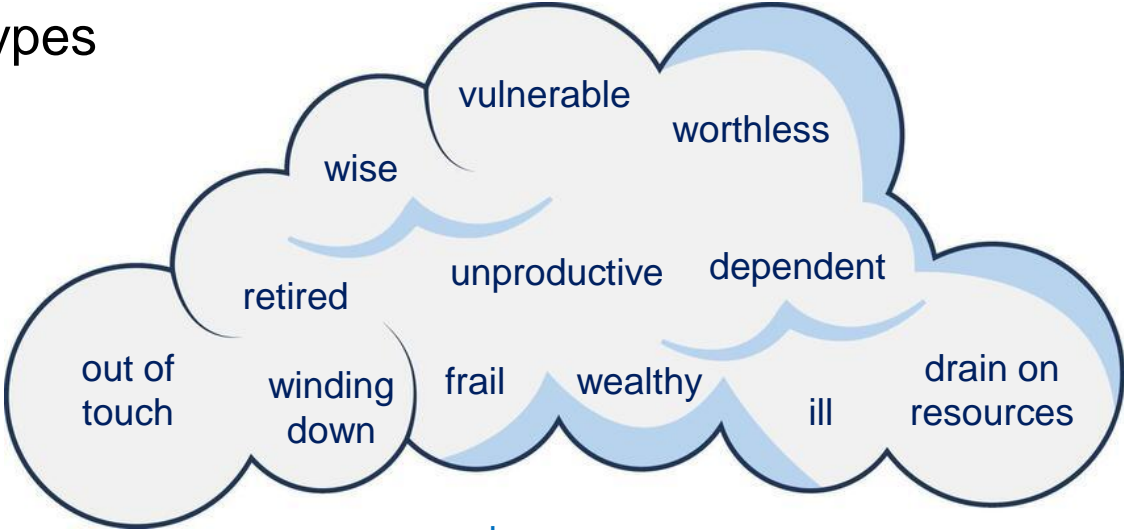 ypes
vulnerable
worthless
wise
unproductive
dependent
retired
out of
touch
winding
down
frail
wealthy
ill
drain on
resources